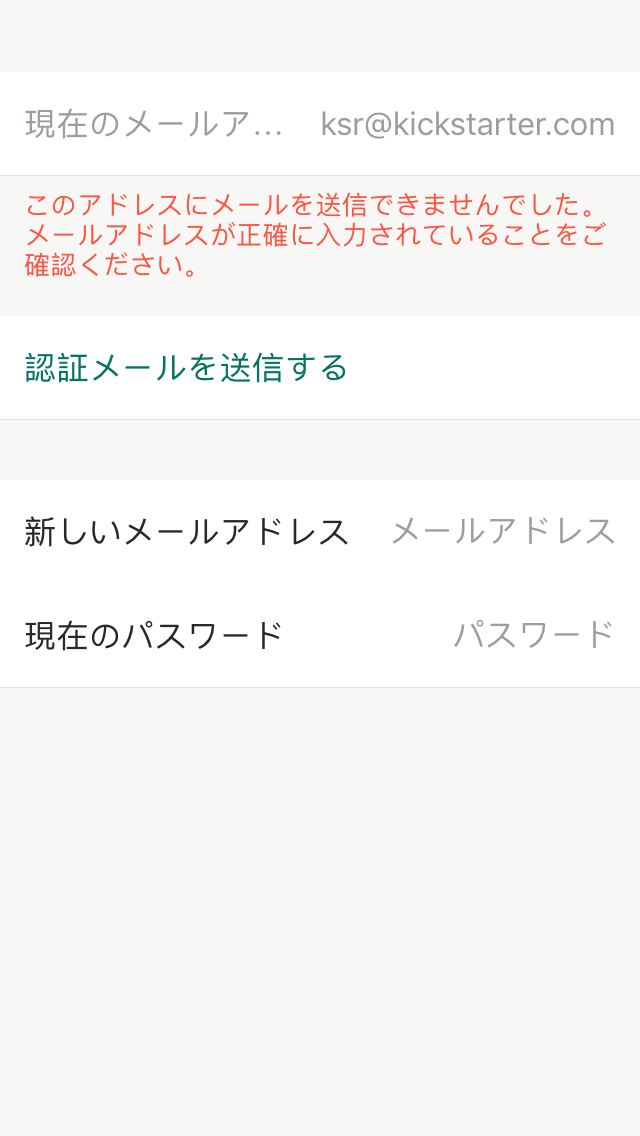 現在のメールア… ksr@kickstarter.com
このアドレスにメールを送信できませんでした。
メールアドレスが正確に入力されていることをご
確認ください。
認証メールを送信する
新しいメールアドレス メールアドレス
現在のパスワード パスワード